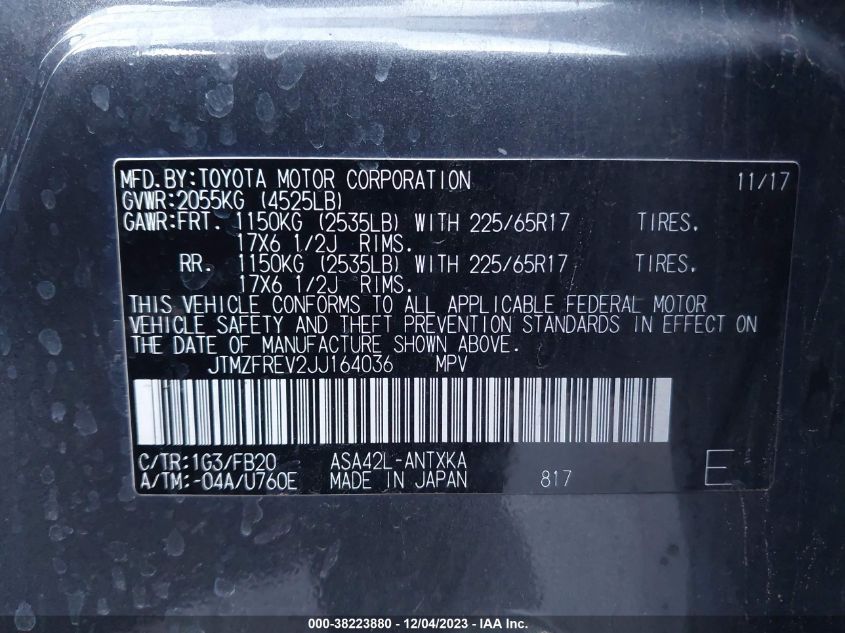 MFD.BY:TOYOTA MOTOR CORPORATION 11/17
GVWR:2055KG (4525LB)
GAWR:FRT. 1150KG (2535LB) WITH 225/65R17 TIRES.
17X6 1/2J RIMS.
RR. 1150KG (2535LB) WITH 225/65R17 TIRES.
17X6 1/2J RIMS.
THIS VEHICLE CONFORMS TO ALL APPLICABLE FEDERAL MOTOR
VEHICLE SAFETY AND THEFT PREVENTION STANDARDS IN EFFECT ON
THE DATE OF MANUFACTURE SHOWN ABOVE.
JTMZFREV2JJ164036 MPV
C/TR:1G3/FB20 ASA42L-ANTXKA
A/TM:-04A/U760E MADE IN JAPAN 817 E
000-38223880 - 12/04/2023 - IAA Inc.